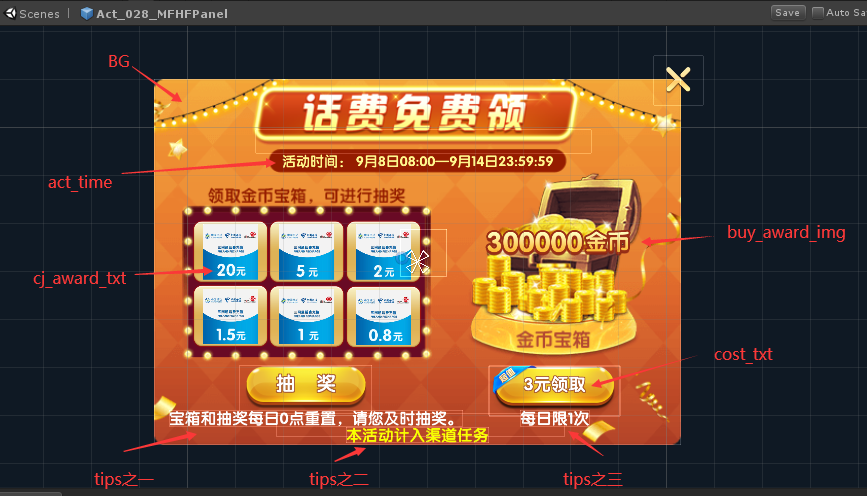 Scenes
Act_028_MFHFPanel
Save
Auto Sa
BG
话费免费领
act_time
活动时间： 9月8日08:00—9月14日23:59:59
领取金币宝箱，可进行抽奖
buy_award_img
300000金币
cj_award_txt
20元
5 元
2 元
1.5元
1 元
0.8元
金币宝箱
cost_txt
抽 奖
超值
3元领取
宝箱和抽奖每日0点重置，请您及时抽奖。
每日限1次
本活动计入渠道任务
tips之一
tips之二
tips之三